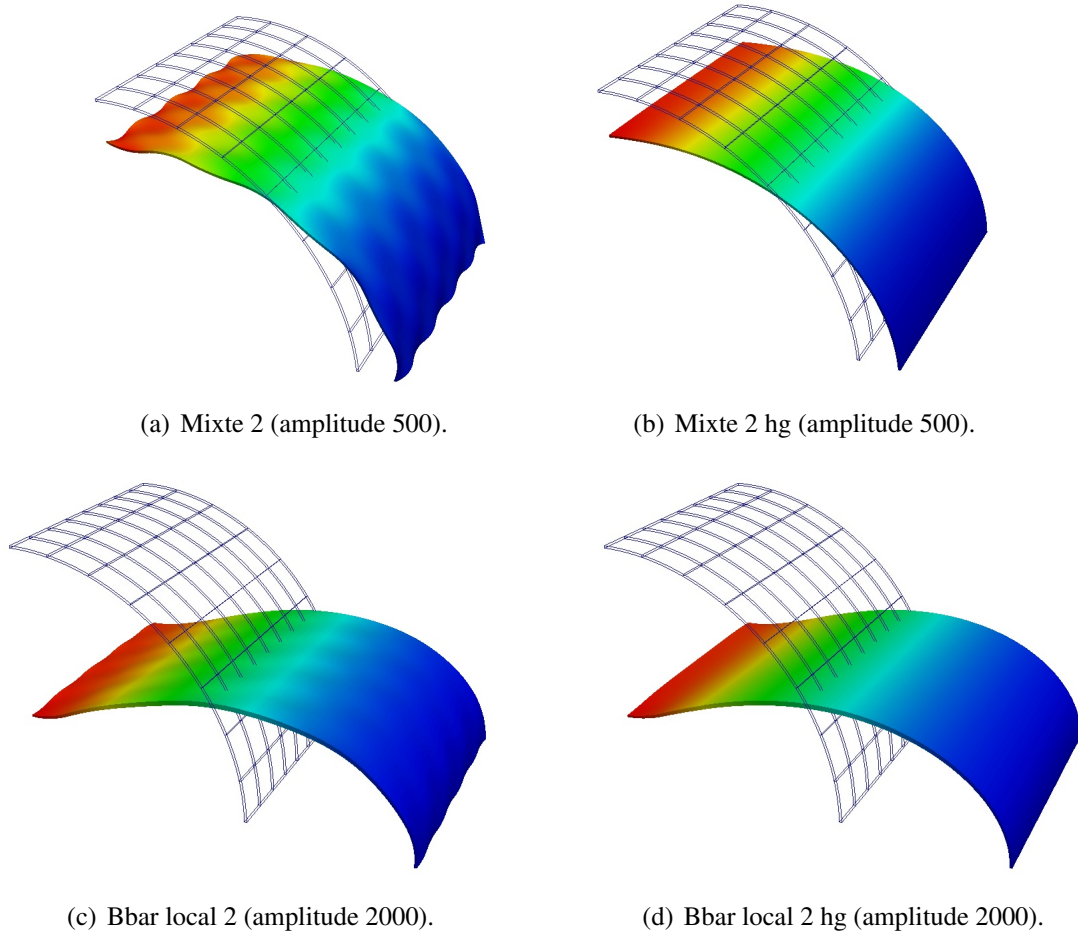 (a) Mixte 2 (amplitude 500).
(b) Mixte 2 hg (amplitude 500).
(c) Bbar local 2 (amplitude 2000).
(d) Bbar local 2 hg (amplitude 2000).